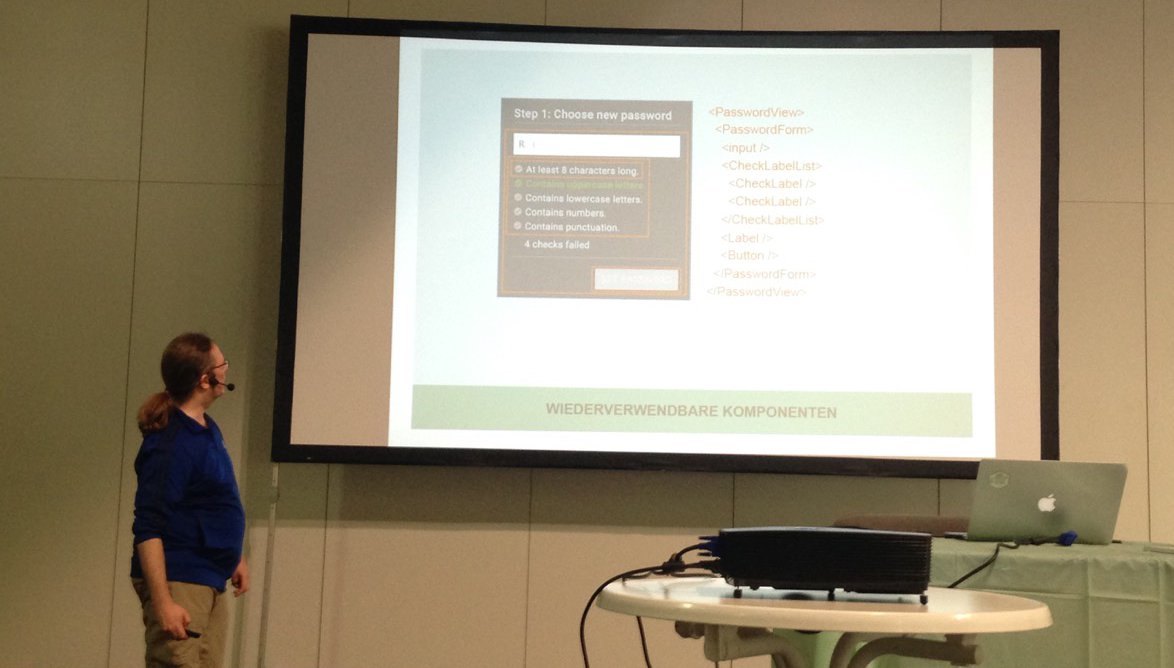 Step 1: Choose new password
R
At least 8 characters long.
Contains uppercase letters.
Contains lowercase letters.
Contains numbers.
Contains punctuation.
4 checks failed
<PasswordView>
<PasswordForm>
<input />
<CheckLabelList>
<CheckLabel />
<CheckLabel />
</CheckLabelList>
<Label />
<Button />
</PasswordForm>
</PasswordView>
WIEDERVERWENDBARE KOMPONENTEN